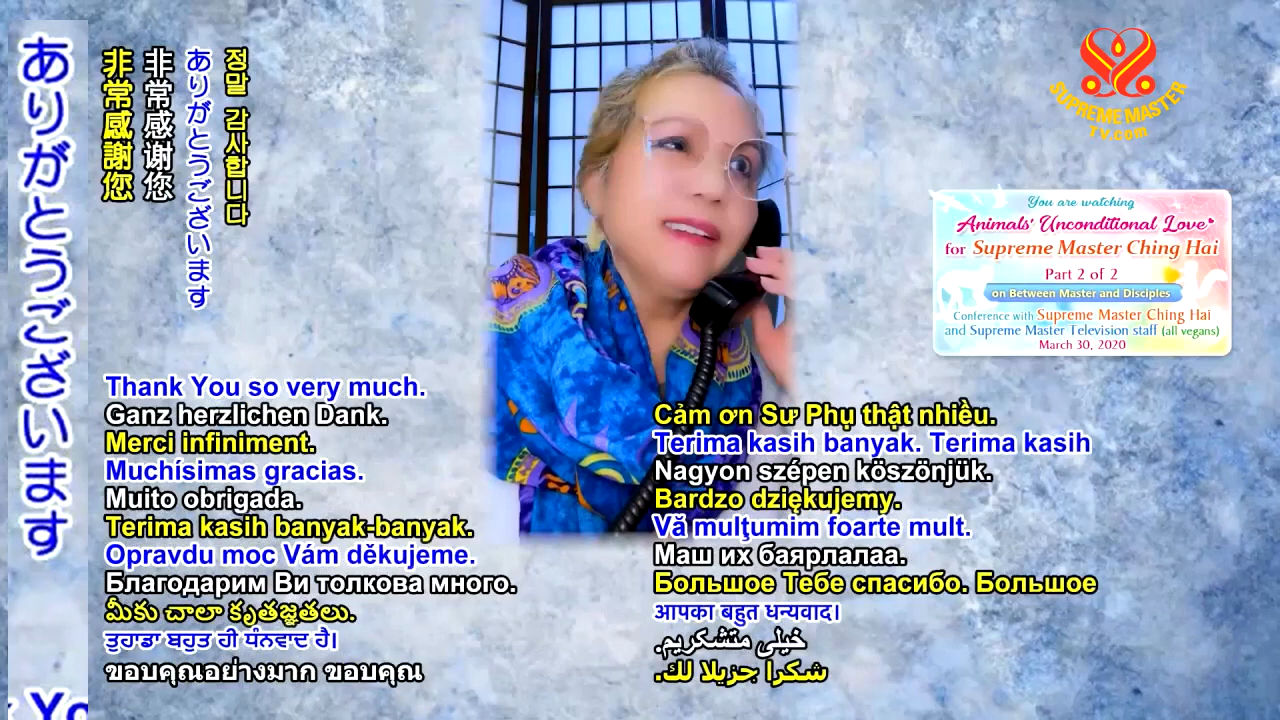 ありがとうございます
非常感謝您
非常感谢您
ありがとうございます
정말 감사합니다
SUPREME MASTER
TV.com
You are watching
Animals' Unconditional Love
for Supreme Master Ching Hai
Part 2 of 2
on Between Master and Disciples
Conference with Supreme Master Ching Hai
and Supreme Master Television staff (all vegans)
March 30, 2020
Thank You so very much.
Ganz herzlichen Dank.
Merci infiniment.
Muchísimas gracias.
Muito obrigada.
Terima kasih banyak-banyak.
Opravdu moc Vám děkujeme.
Благодарим Ви толкова много.
మీకు చాలా కృతజ్ఞతలు.
ਤੁਹਾਡਾ ਬਹੁਤ ਹੀ ਧੰਨਵਾਦ ਹੈ।
ขอบคุณอย่างมาก ขอบคุณ
Cảm ơn Sư Phụ thật nhiều.
Terima kasih banyak. Terima kasih
Nagyon szépen köszönjük.
Bardzo dziękujemy.
Vă mulţumim foarte mult.
Маш их баярлалаа.
Большое Тебе спасибо. Большое
आपका बहुत धन्यवाद।
خیلی متشکریم.
شكرا جزيلا لك.